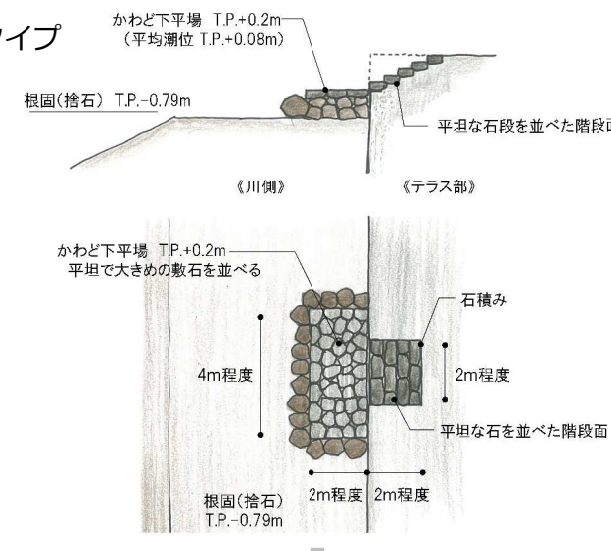 イプ
かわど下平場 T.P.+0.2m
（平均潮位 T.P.+0.08m）
根固（捨石） T.P.-0.79m
平坦な石段を並べた階段面
《川側》
《テラス部》
かわど下平場 T.P.+0.2m
平坦で大きめの敷石を並べる
石積み
4m程度
2m程度
平坦な石を並べた階段面
2m程度
2m程度
根固（捨石）
T.P.-0.79m